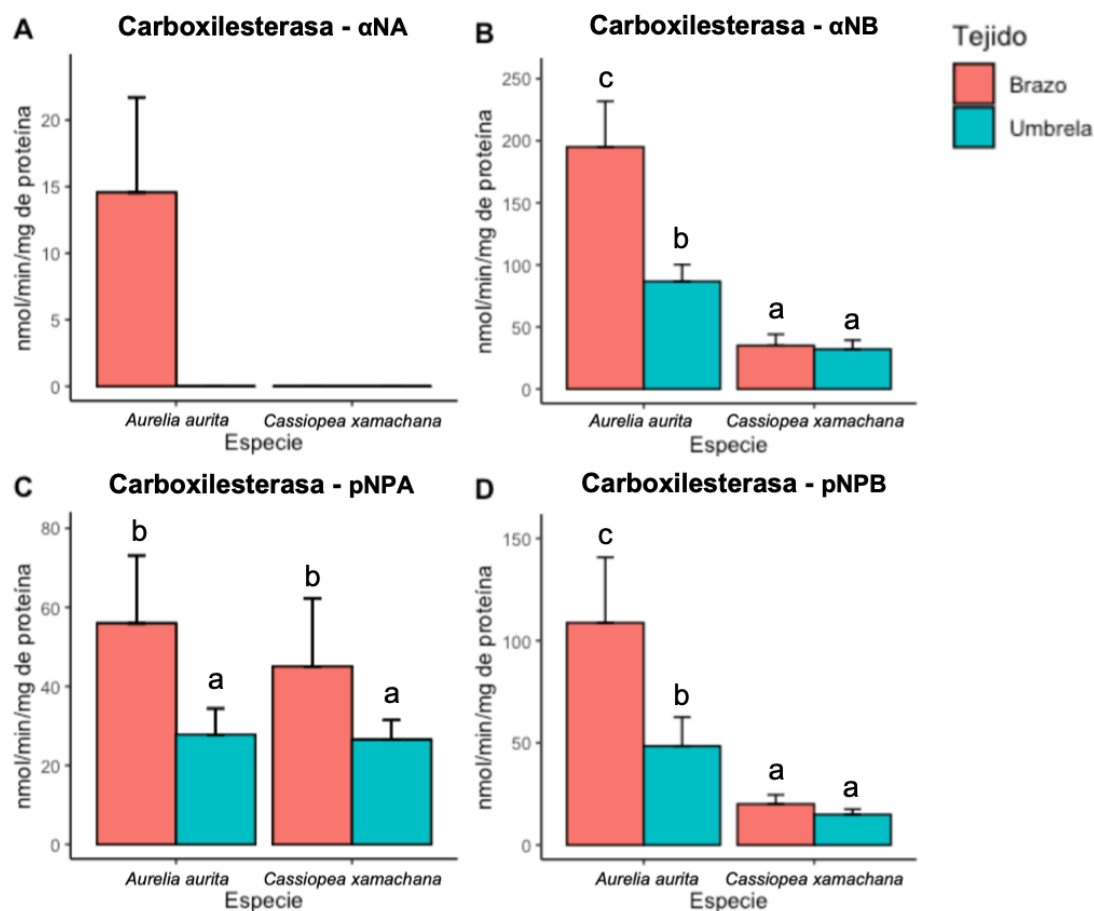 A
Carboxilesterasa - αNA
nmol/min/mg de proteína
20
15
10
5
0
Aurelia aurita
Cassiopea xamachana
Especie
B
Carboxilesterasa - αNB
nmol/min/mg de proteína
250
200
150
100
50
0
c
b
a
a
Aurelia aurita
Cassiopea xamachana
Especie
Tejido
Brazo
Umbrela
C
Carboxilesterasa - pNPA
nmol/min/mg de proteína
80
60
40
20
0
b
a
b
a
Aurelia aurita
Cassiopea xamachana
Especie
D
Carboxilesterasa - pNPB
nmol/min/mg de proteína
150
100
50
0
c
b
a
a
Aurelia aurita
Cassiopea xamachana
Especie